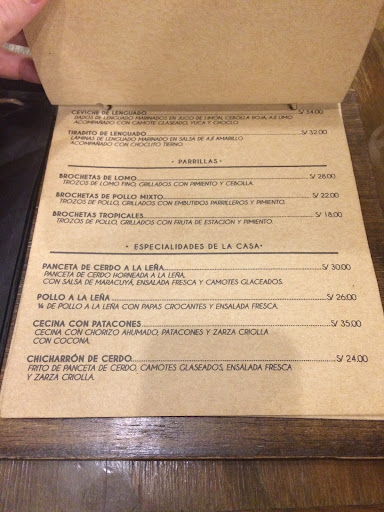 CEVICHE DE LENGUADO S/ 34.00
DADOS DE LENGUADO MARINADOS EN JUGO DE LIMÓN, CEBOLLA ROJA, AJI LIMO
ACOMPAÑADO CON CAMOTE GLASEADO, YUCA Y CHOCLO.
TIRADITO DE LENGUADO S/ 32.00
LAMINAS DE LENGUADO MARINADO EN SALSA DE AJI AMARILLO
ACOMPAÑADO CON CHOCLITO TIERNO
• PARRILLAS •
BROCHETAS DE LOMO S/ 28.00
TROZOS DE LOMO FINO, GRILLADOS CON PIMIENTO Y CEBOLLA.
BROCHETAS DE POLLO MIXTO S/ 22.00
TROZOS DE POLLO, GRILLADOS CON EMBUTIDOS PARRILLEROS Y PIMIENTO.
BROCHETAS TROPICALES S/ 18.00
TROZOS DE POLLO, GRILLADOS CON FRUTA DE ESTACIÓN Y PIMIENTO.
• ESPECIALIDADES DE LA CASA •
PANCETA DE CERDO A LA LEÑA S/ 30.00
PANCETA DE CERDO HORNEADA A LA LEÑA,
CON SALSA DE MARACUYÁ, ENSALADA FRESCA Y CAMOTES GLACEADOS.
POLLO A LA LEÑA S/ 26.00
¼ DE POLLO A LA LEÑA CON PAPAS CROCANTES Y ENSALADA FRESCA.
CECINA CON PATACONES S/ 35.00
CECINA CON CHORIZO AHUMADO, PATACONES Y ZARZA CRIOLLA
CON COCONA.
CHICHARRÓN DE CERDO S/ 24.00
FRITO DE PANCETA DE CERDO, CAMOTES GLASEADOS, ENSALADA FRESCA
Y ZARZA CRIOLLA.